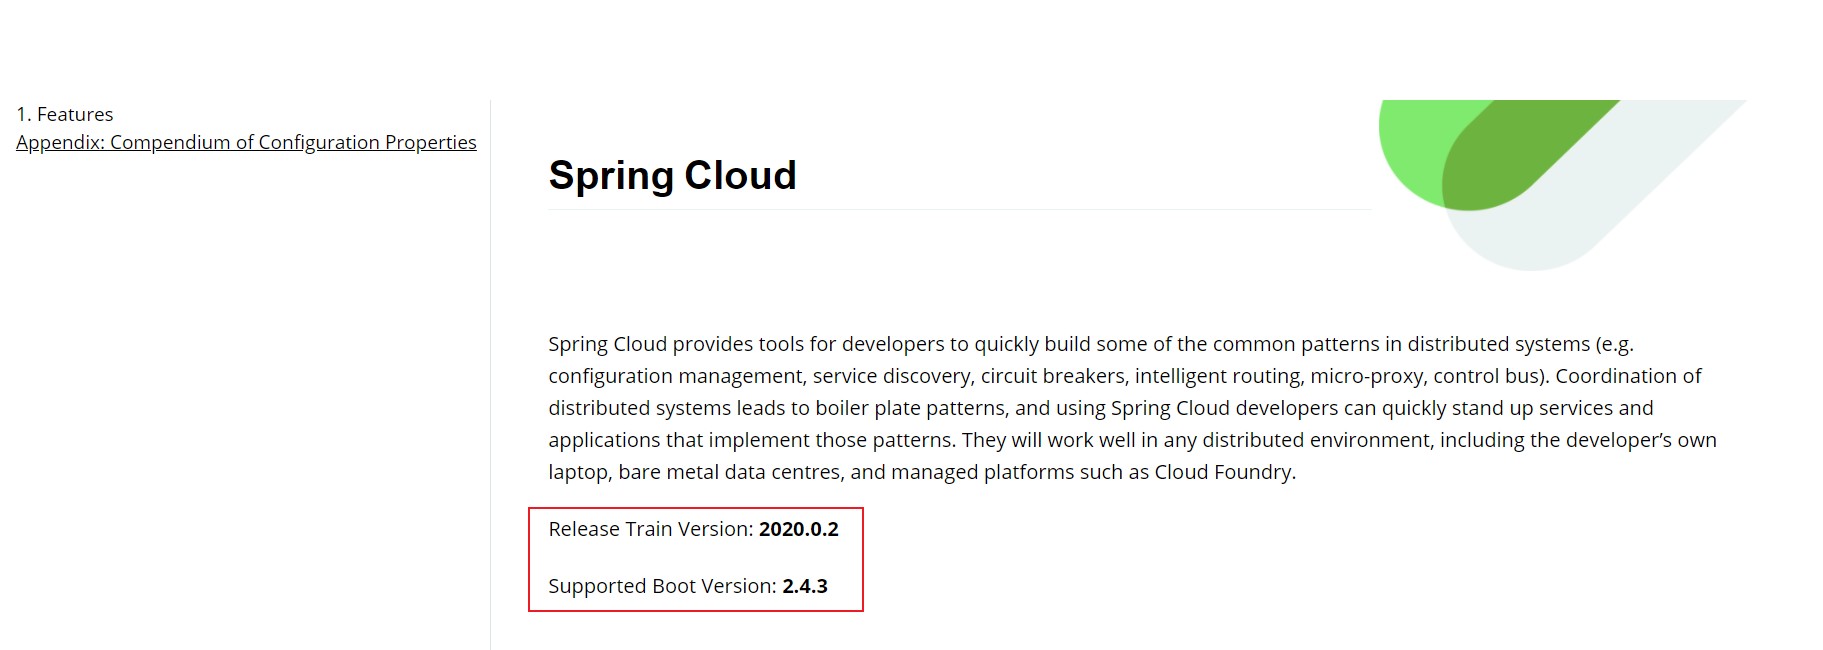 1. Features
Appendix: Compendium of Configuration Properties
Spring Cloud
Spring Cloud provides tools for developers to quickly build some of the common patterns in distributed systems (e.g.
configuration management, service discovery, circuit breakers, intelligent routing, micro-proxy, control bus). Coordination of
distributed systems leads to boiler plate patterns, and using Spring Cloud developers can quickly stand up services and
applications that implement those patterns. They will work well in any distributed environment, including the developer’s own
laptop, bare metal data centres, and managed platforms such as Cloud Foundry.
Release Train Version: 2020.0.2
Supported Boot Version: 2.4.3